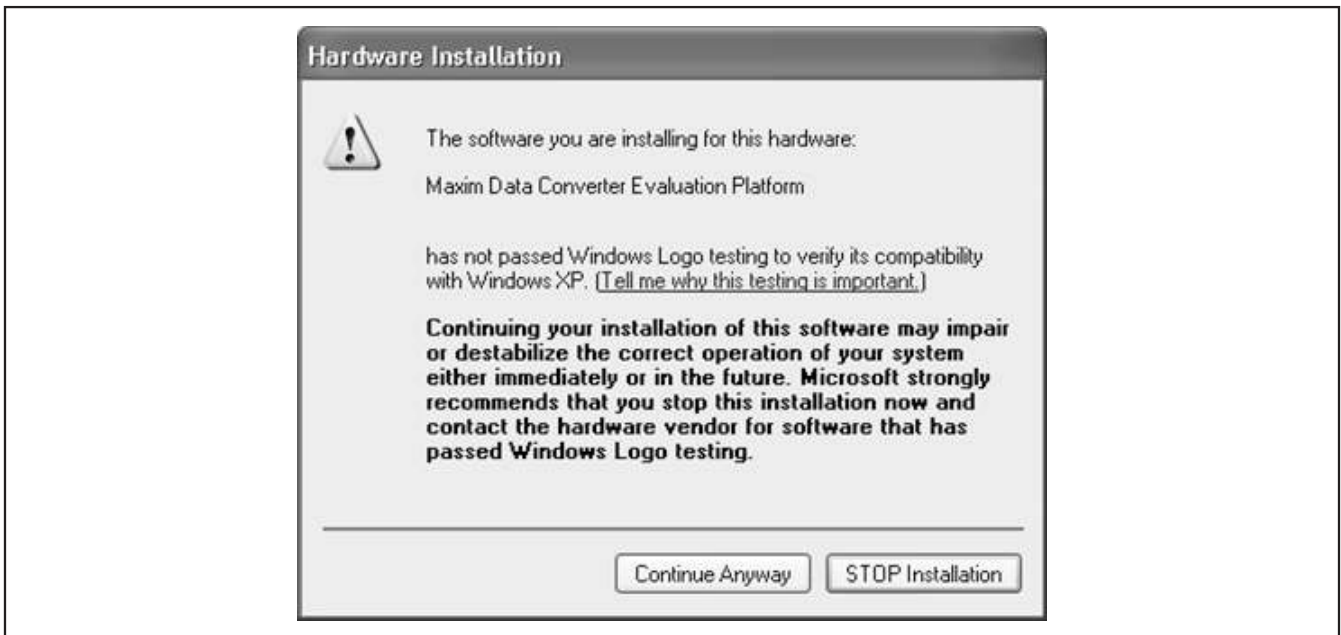 Hardware Installation
The software you are installing for this hardware:
Maxim Data Converter Evaluation Platform
has not passed Windows Logo testing to verify its compatibility
with Windows XP. (Tell me why this testing is important.)
Continuing your installation of this software may impair
or destabilize the correct operation of your system
either immediately or in the future. Microsoft strongly
recommends that you stop this installation now and
contact the hardware vendor for software that has
passed Windows Logo testing.
Continue Anyway
STOP Installation